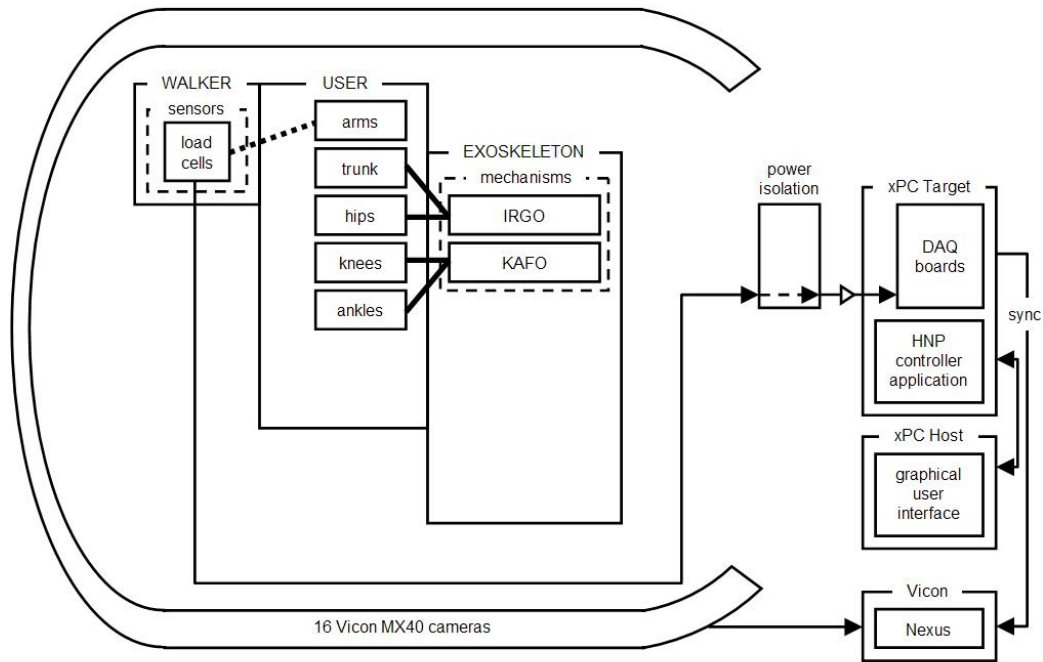 WALKER
sensors
load
cells
USER
arms
trunk
hips
knees
ankles
EXOSKELETON
mechanisms
IRGO
KAFO
power
isolation
xPC Target
DAQ
boards
sync
HNP
controller
application
xPC Host
graphical
user
interface
Vicon
Nexus
16 Vicon MX40 cameras